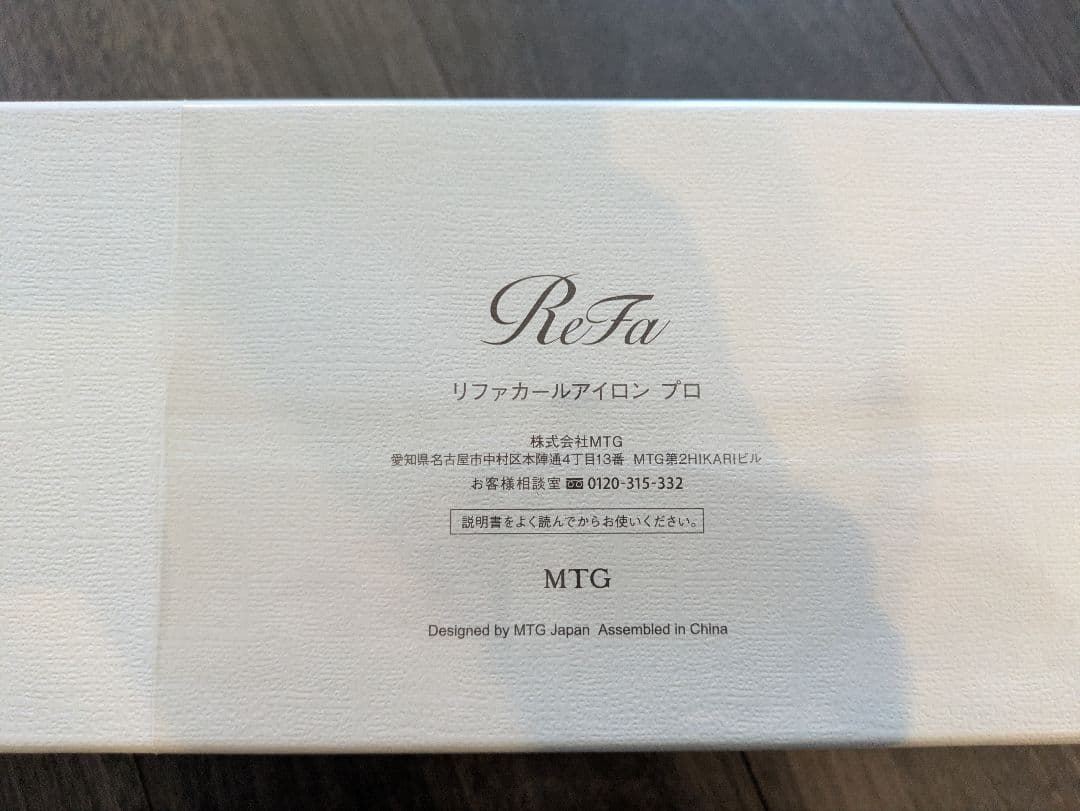 ReFa
リファカールアイロン プロ
株式会社MTG
愛知県名古屋市中村区本陣通4丁目13番 MTG第2HIKARIビル
お客様相談室 0120-315-332
説明書をよく読んでからお使いください。
MTG
Designed by MTG Japan Assembled in China